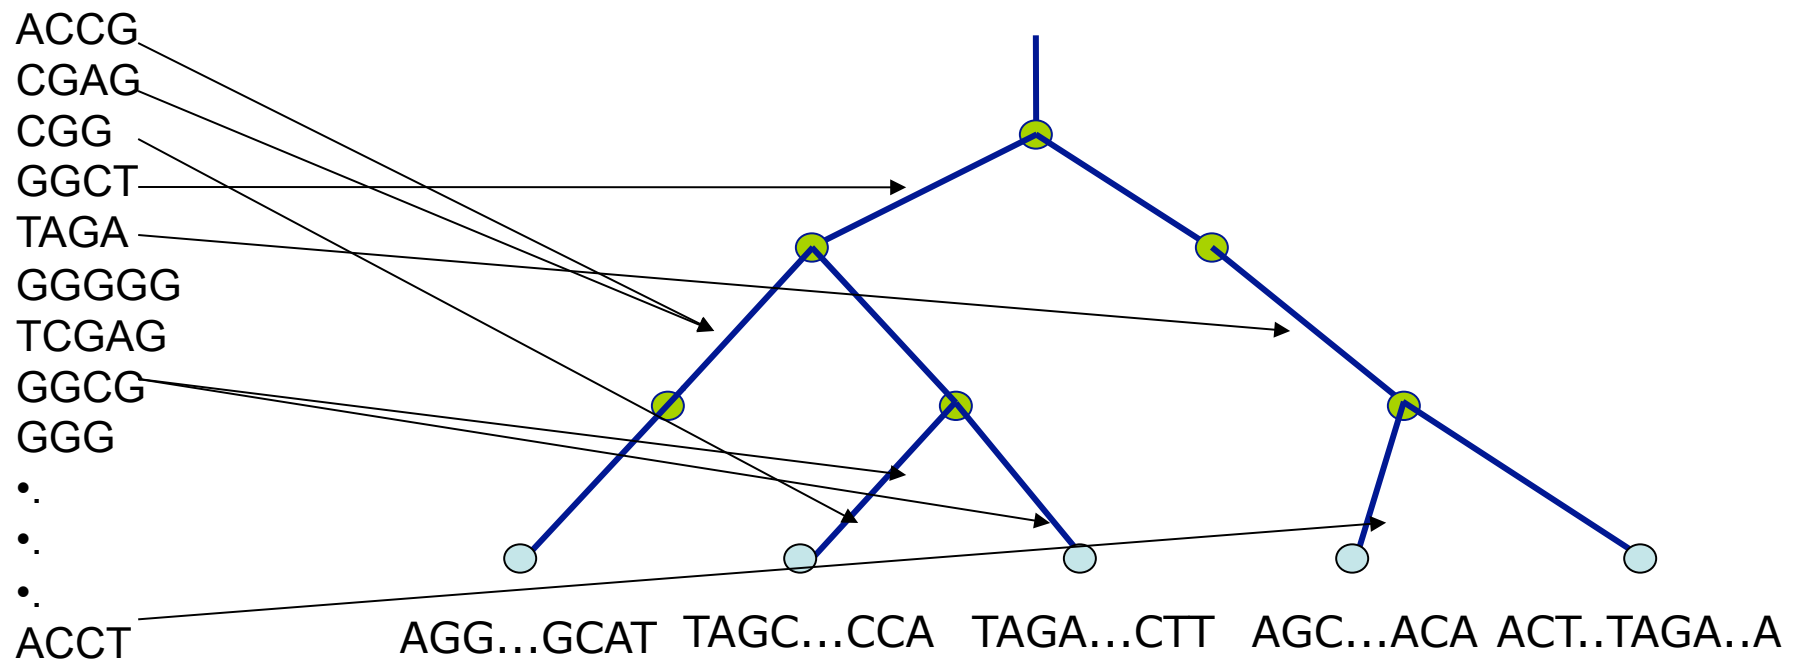 ACCG
CGAG
CGG
GGCT
TAGA
GGGGG
TCGAG
GGCG
GGG
•.
•.
•.
ACCT
AGG...GCAT TAGC...CCA TAGA...CTT AGC...ACA ACT..TAGA..A